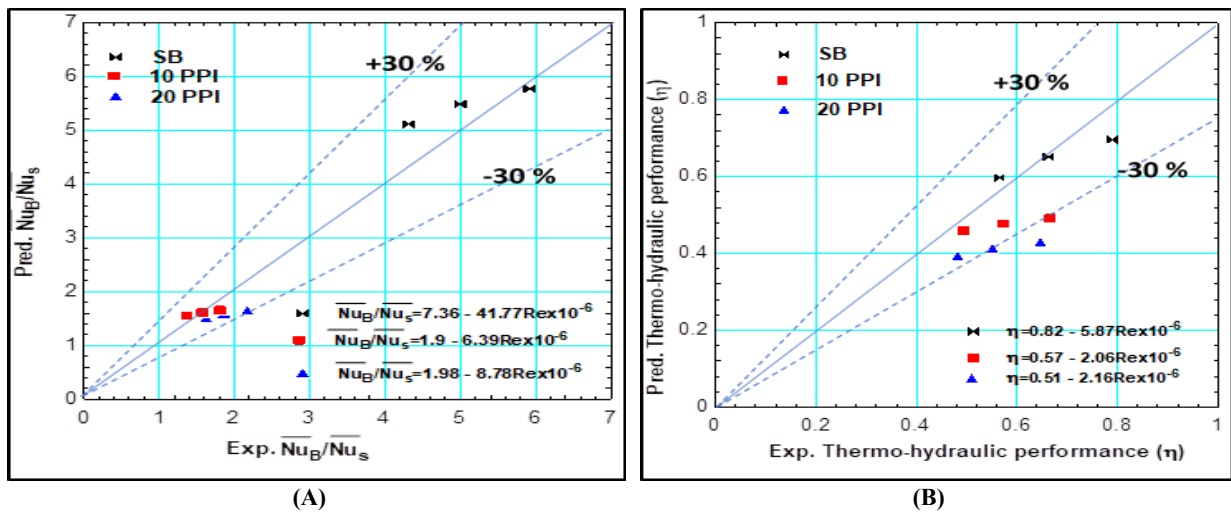 7
6
5
4
3
2
1
0
0 1 2 3 4 5 6 7
Pred. Nu_B/Nu_s
Exp. Nu_B/Nu_s
SB
10 PPI
20 PPI
+30 %
-30 %
Nu_B/Nu_s=7.36 - 41.77Rex10^-6
Nu_B/Nu_s=1.9 - 6.39Rex10^-6
Nu_B/Nu_s=1.98 - 8.78Rex10^-6
(A)
1
0.8
0.6
0.4
0.2
0
0 0.2 0.4 0.6 0.8 1
Pred. Thermo-hydraulic performance (η)
Exp. Thermo-hydraulic performance (η)
SB
10 PPI
20 PPI
+30 %
-30 %
η=0.82 - 5.87Rex10^-6
η=0.57 - 2.06Rex10^-6
η=0.51 - 2.16Rex10^-6
(B)